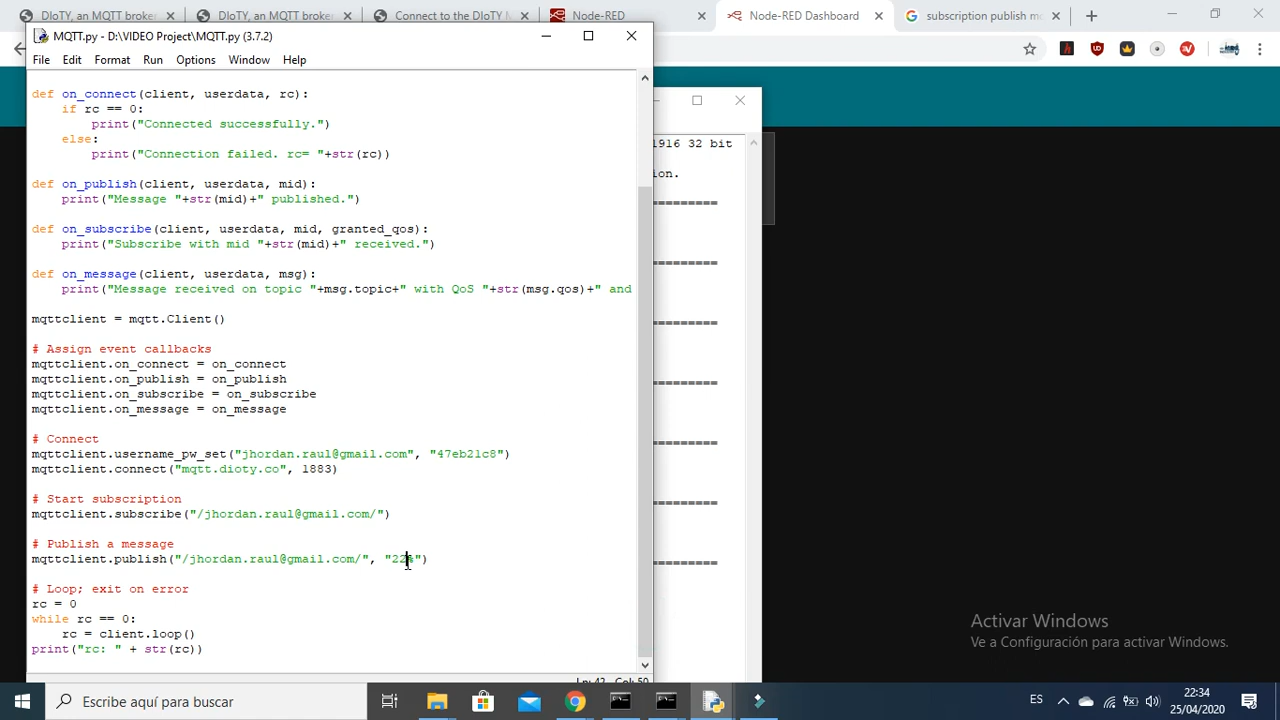 DIoTY, an MQTT broke
DIoTY, an MQTT broke
Connect to the DIoTY M
Node-RED
Node-RED Dashboard
subscription publish mo
MQTT.py - D:\VIDEO Project\MQTT.py (3.7.2)
File Edit Format Run Options Window Help
def on_connect(client, userdata, rc):
if rc == 0:
print("Connected successfully.")
else:
print("Connection failed. rc= "+str(rc))
def on_publish(client, userdata, mid):
print("Message "+str(mid)+" published.")
def on_subscribe(client, userdata, mid, granted_qos):
print("Subscribe with mid "+str(mid)+" received.")
def on_message(client, userdata, msg):
print("Message received on topic "+msg.topic+" with QoS "+str(msg.qos)+" and
mqttclient = mqtt.Client()
# Assign event callbacks
mqttclient.on_connect = on_connect
mqttclient.on_publish = on_publish
mqttclient.on_subscribe = on_subscribe
mqttclient.on_message = on_message
# Connect
mqttclient.username_pw_set("jhordan.raul@gmail.com", "47eb21c8")
mqttclient.connect("mqtt.dioty.co", 1883)
# Start subscription
mqttclient.subscribe("/jhordan.raul@gmail.com/")
# Publish a message
mqttclient.publish("/jhordan.raul@gmail.com/", "22 ")
# Loop; exit on error
rc = 0
while rc == 0:
rc = client.loop()
print("rc: " + str(rc))
1916 32 bit
ion.
=========
=========
=========
=========
=========
=========
=========
Activar Windows
Ve a Configuración para activar Windows.
Escribe aquí para buscar
ES
22:39
25/04/2020